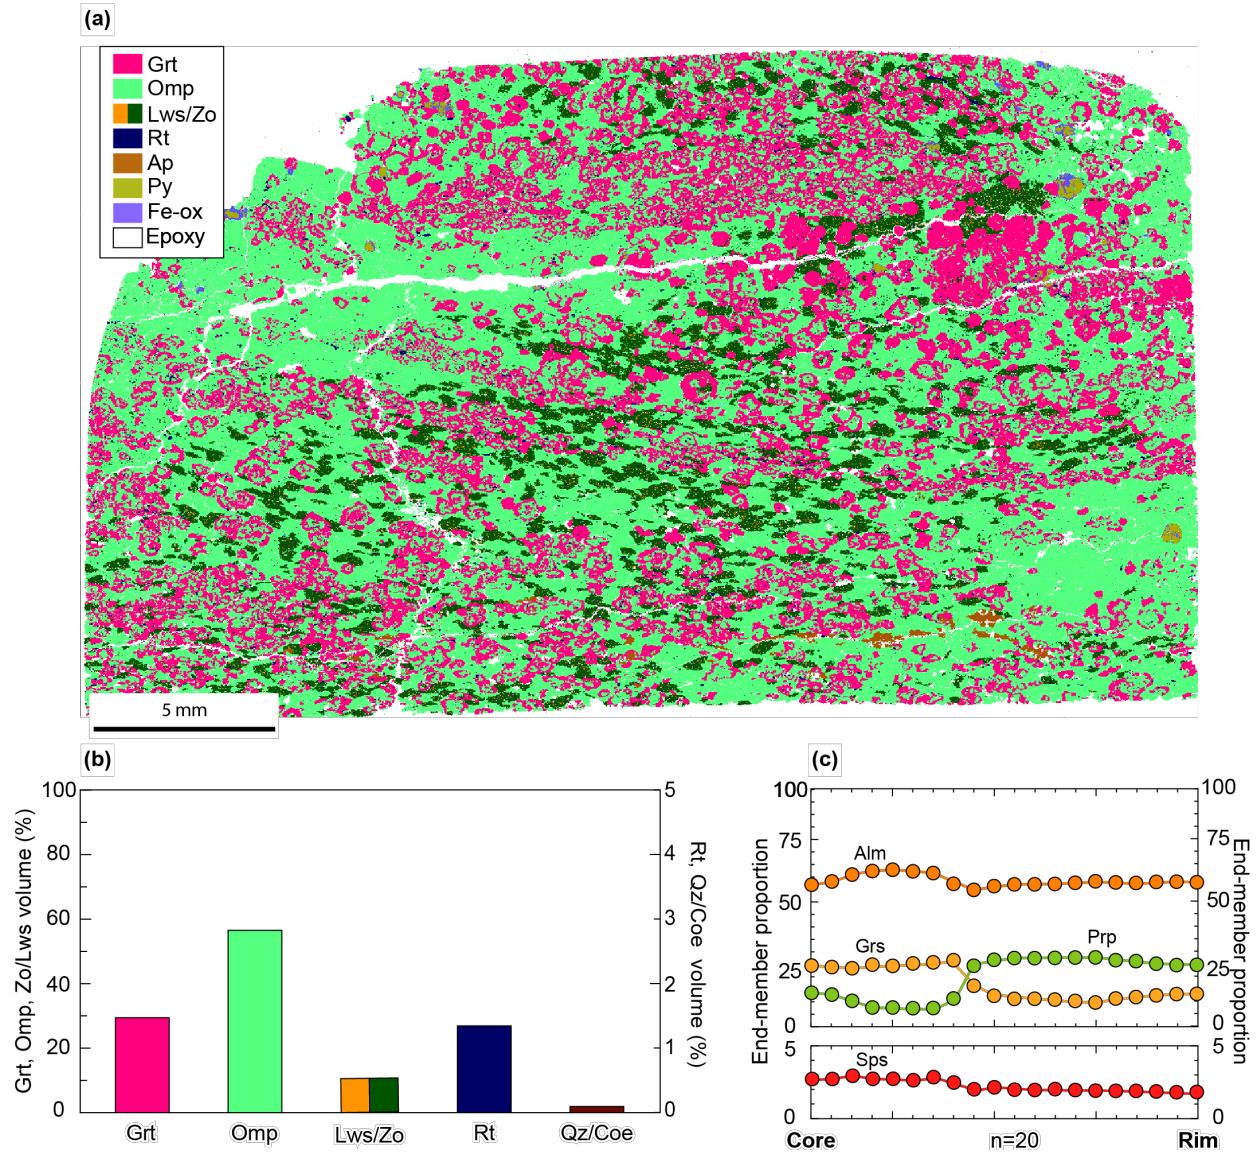 (a)
Grt
Omp
Lws/Zo
Rt
Ap
Py
Fe-ox
Epoxy
5 mm
(b)
100
80
60
40
20
0
Grt, Omp, Zo/Lws volume (%)
5
4
3
2
1
0
Rt, Qz/Coe volume (%)
Grt
Omp
Lws/Zo
Rt
Qz/Coe
(c)
100
75
50
25
0
5
0
End-member proportion
Alm
Grs
Prp
Sps
100
75
50
25
0
5
0
End-member proportion
Core
n=20
Rim